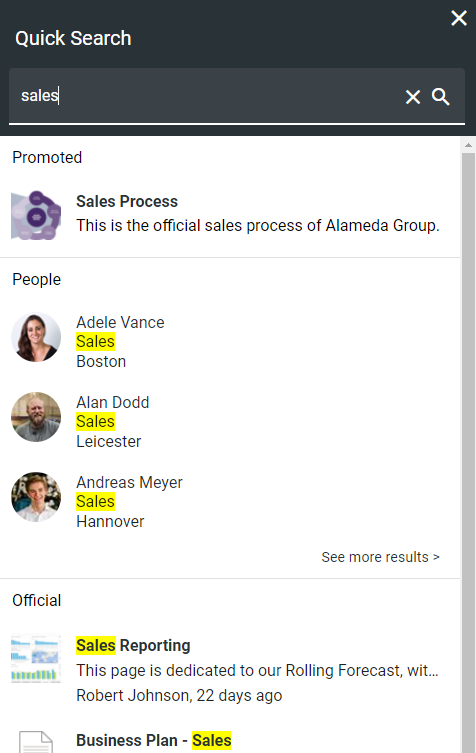 Quick Search
sales
Promoted
Sales Process
This is the official sales process of Alameda Group.
People
Adele Vance
Sales
Boston
Alan Dodd
Sales
Leicester
Andreas Meyer
Sales
Hannover
See more results >
Official
Sales Reporting
This page is dedicated to our Rolling Forecast, wit...
Robert Johnson, 22 days ago
Business Plan - Sales